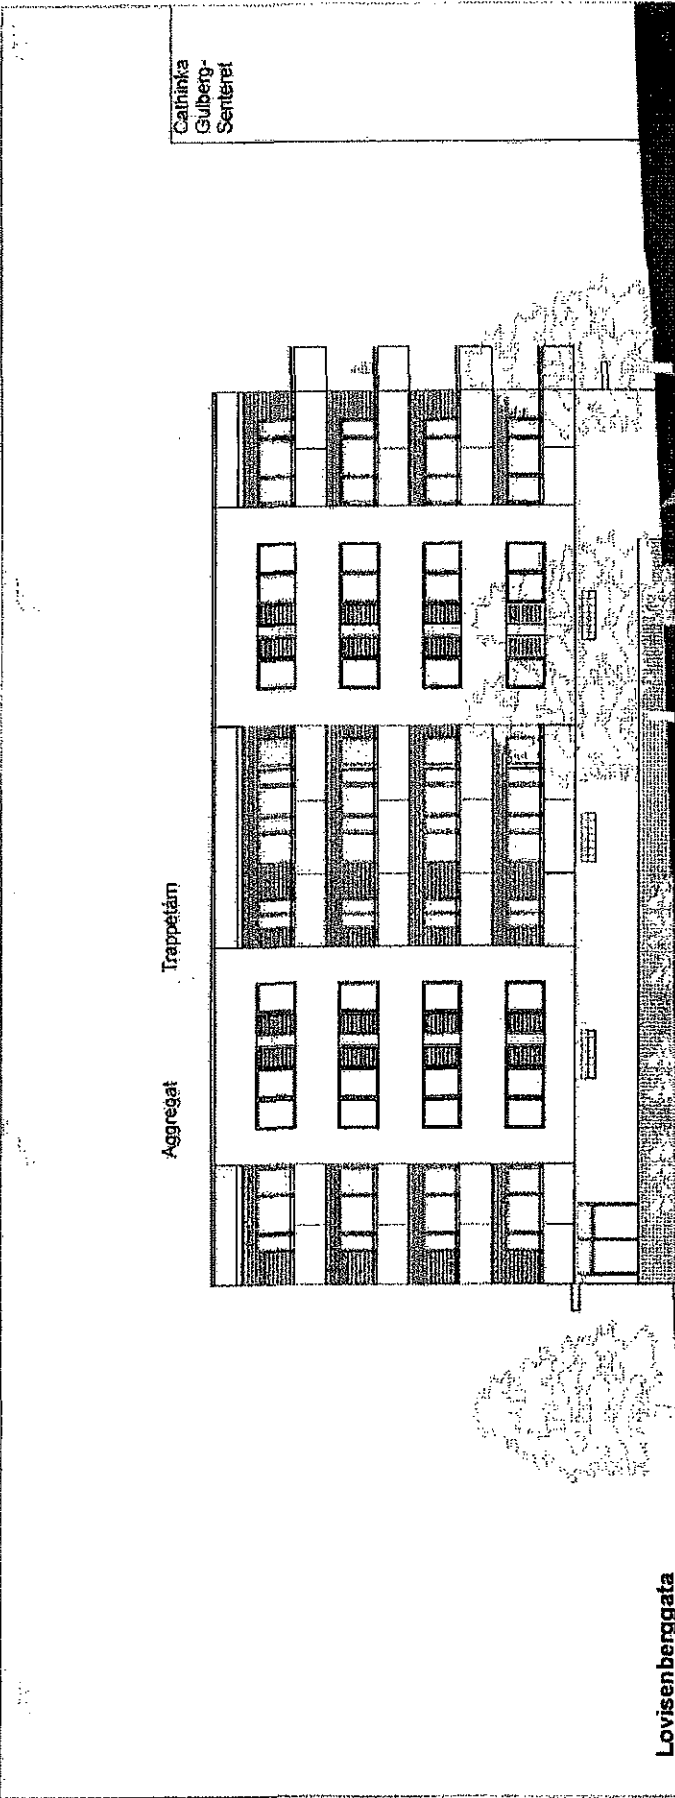 Cathinka
Gulberg-
Senteret
Trappetårn
Aggregat
Lovisenberggata